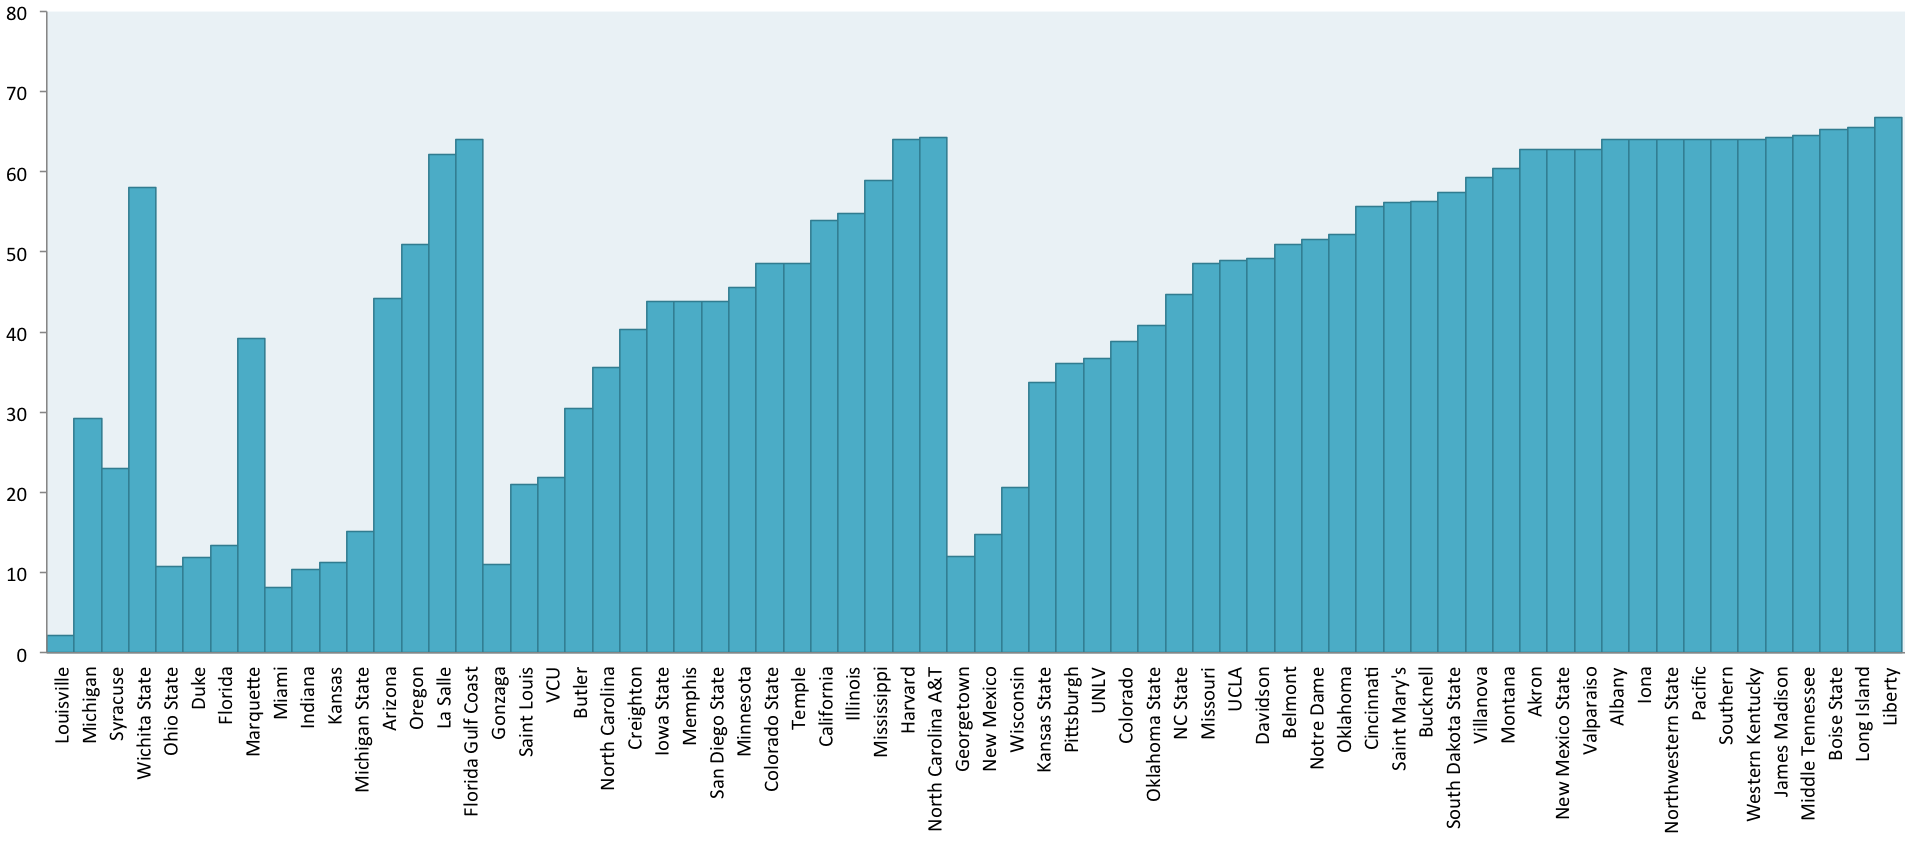 80
70
60
50
40
30
20
10
0
Louisville
Michigan
Syracuse
Wichita State
Ohio State
Duke
Florida
Marquette
Miami
Indiana
Kansas
Michigan State
Arizona
Oregon
La Salle
Florida Gulf Coast
Gonzaga
Saint Louis
VCU
Butler
North Carolina
Creighton
Iowa State
Memphis
San Diego State
Minnesota
Colorado State
Temple
California
Illinois
Mississippi
Harvard
North Carolina A&T
Georgetown
New Mexico
Wisconsin
Kansas State
Pittsburgh
UNLV
Colorado
Oklahoma State
NC State
Missouri
UCLA
Davidson
Belmont
Notre Dame
Oklahoma
Cincinnati
Saint Mary's
Bucknell
South Dakota State
Villanova
Montana
Akron
New Mexico State
Valparaiso
Albany
Iona
Northwestern State
Pacific
Southern
Western Kentucky
James Madison
Middle Tennessee
Boise State
Long Island
Liberty